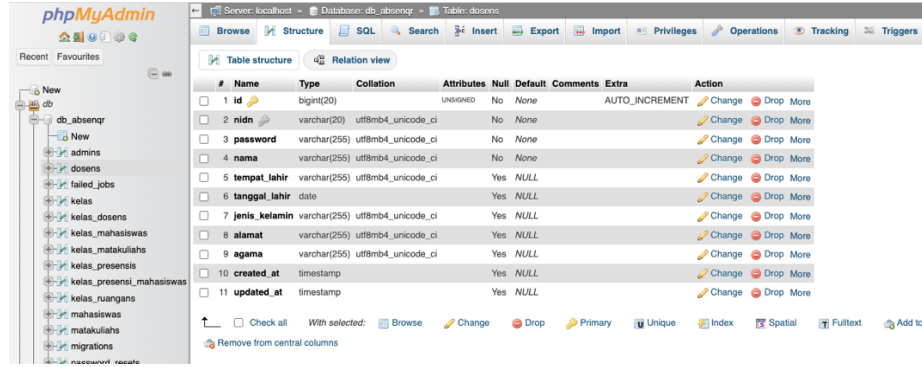 phpMyAdmin
Recent Favourites
New
db
db_absenqr
New
admins
dosens
failed_jobs
kelas
kelas_dosens
kelas_mahasiswas
kelas_matakuliahs
kelas_presensis
kelas_presensi_mahasiswas
kelas_ruangans
mahasiswas
matakuliahs
migrations
password_resets
Server: localhost » Database: db_absenqr » Table: dosens
Browse Structure SQL Search Insert Export Import Privileges Operations Tracking Triggers
Table structure Relation view
# Name Type Collation Attributes Null Default Comments Extra Action
1 id bigint(20) UNSIGNED No None AUTO_INCREMENT Change Drop More
2 nidn varchar(20) utf8mb4_unicode_ci No None Change Drop More
3 password varchar(255) utf8mb4_unicode_ci No None Change Drop More
4 nama varchar(255) utf8mb4_unicode_ci No None Change Drop More
5 tempat_lahir varchar(255) utf8mb4_unicode_ci Yes NULL Change Drop More
6 tanggal_lahir date Yes NULL Change Drop More
7 jenis_kelamin varchar(255) utf8mb4_unicode_ci Yes NULL Change Drop More
8 alamat varchar(255) utf8mb4_unicode_ci Yes NULL Change Drop More
9 agama varchar(255) utf8mb4_unicode_ci Yes NULL Change Drop More
10 created_at timestamp Yes NULL Change Drop More
11 updated_at timestamp Yes NULL Change Drop More
Check all With selected: Browse Change Drop Primary Unique Index Spatial Fulltext Add to
Remove from central columns